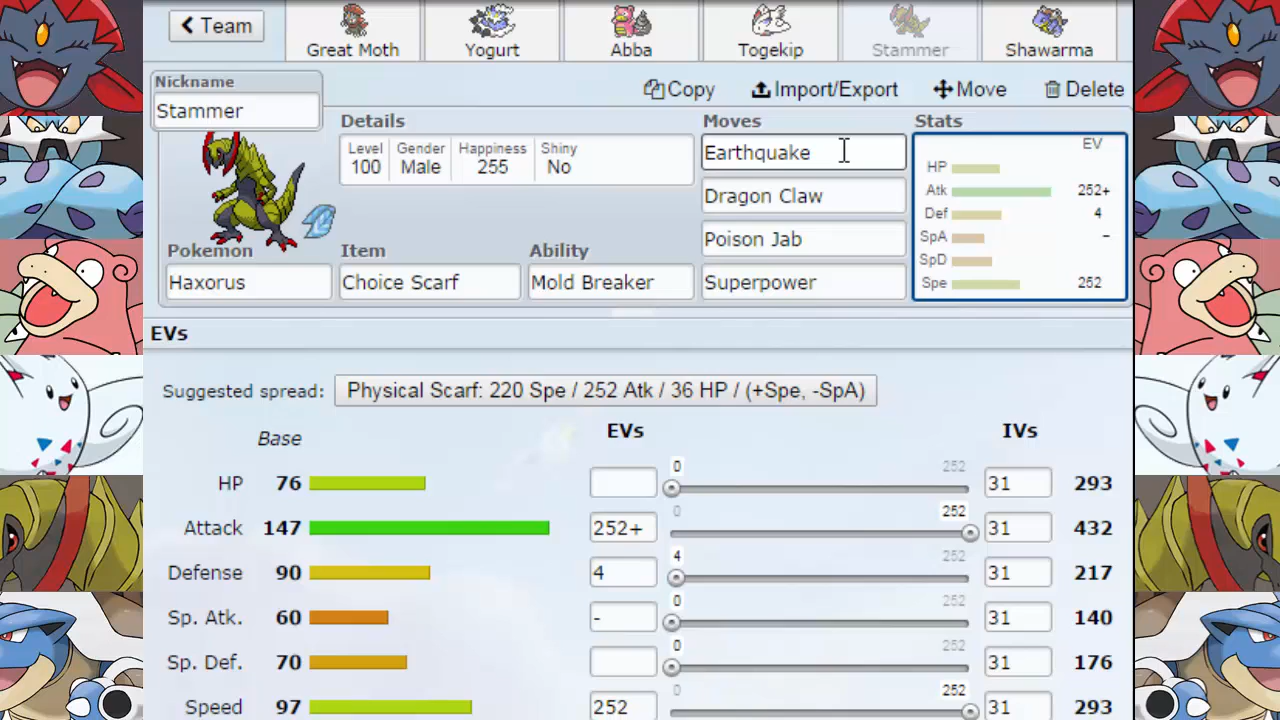 Team
Great Moth
Yogurt
Abba
Togekip
Stammer
Shawarma
Nickname
Stammer
Copy
Import/Export
Move
Delete
Details
Moves
Stats
Level
100
Gender
Male
Happiness
255
Shiny
No
Earthquake
Dragon Claw
Poison Jab
Superpower
EV
HP
Atk 252+
Def 4
SpA -
SpD
Spe 252
Pokemon
Haxorus
Item
Choice Scarf
Ability
Mold Breaker
EVs
Suggested spread: Physical Scarf: 220 Spe / 252 Atk / 36 HP / (+Spe, -SpA)
Base EVs IVs
HP 76 0 252 31 293
Attack 147 252+ 0 252 31 432
Defense 90 4 4 252 31 217
Sp. Atk. 60 - 0 252 31 140
Sp. Def. 70 0 252 31 176
Speed 97 252 0 252 31 293